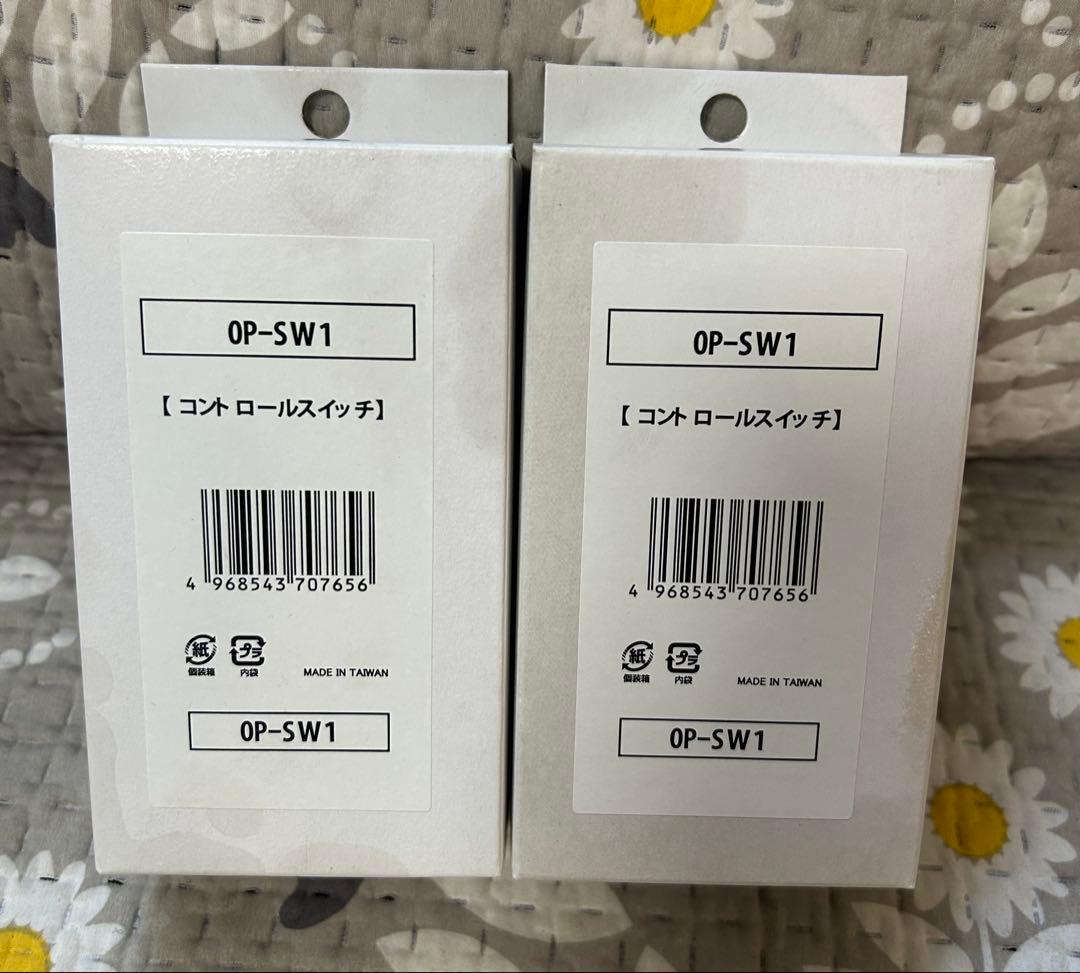 OP-SW1
【コントロールスイッチ】
4 968543 707656
紙 プラ
個装箱 内袋 MADE IN TAIWAN
OP-SW1
OP-SW1
【コントロールスイッチ】
4 968543 707656
紙 プラ
個装箱 内袋 MADE IN TAIWAN
OP-SW1